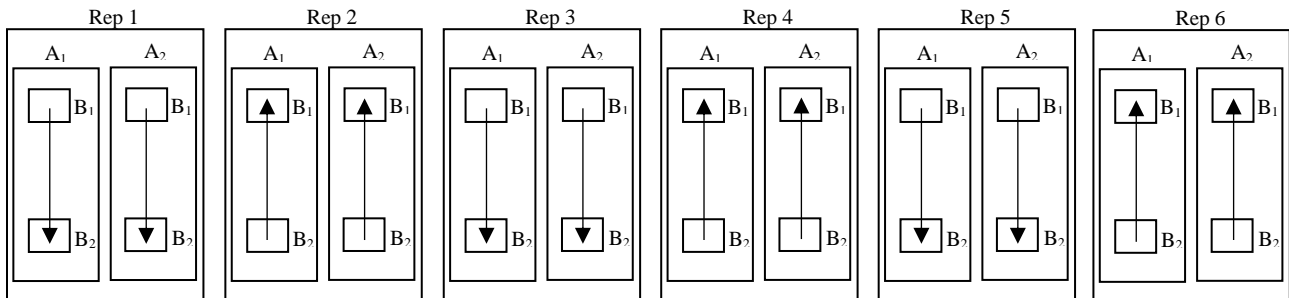 Rep 1 Rep 2 Rep 3 Rep 4 Rep 5 Rep 6
A₁ A₂ A₁ A₂ A₁ A₂ A₁ A₂ A₁ A₂ A₁ A₂
B₁ B₁ B₁ B₁ B₁ B₁ B₁ B₁ B₁ B₁ B₁ B₁
B₂ B₂ B₂ B₂ B₂ B₂ B₂ B₂ B₂ B₂ B₂ B₂